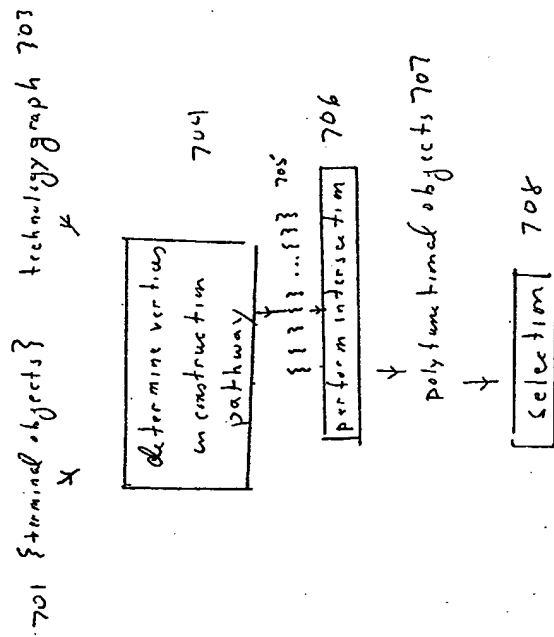 701 {terminal objects} technology graph 703
determine vertices
in construction
pathway
704
{{}{}{}...{}}
705
perform intersection
706
polyfunctional objects 707
selection
708